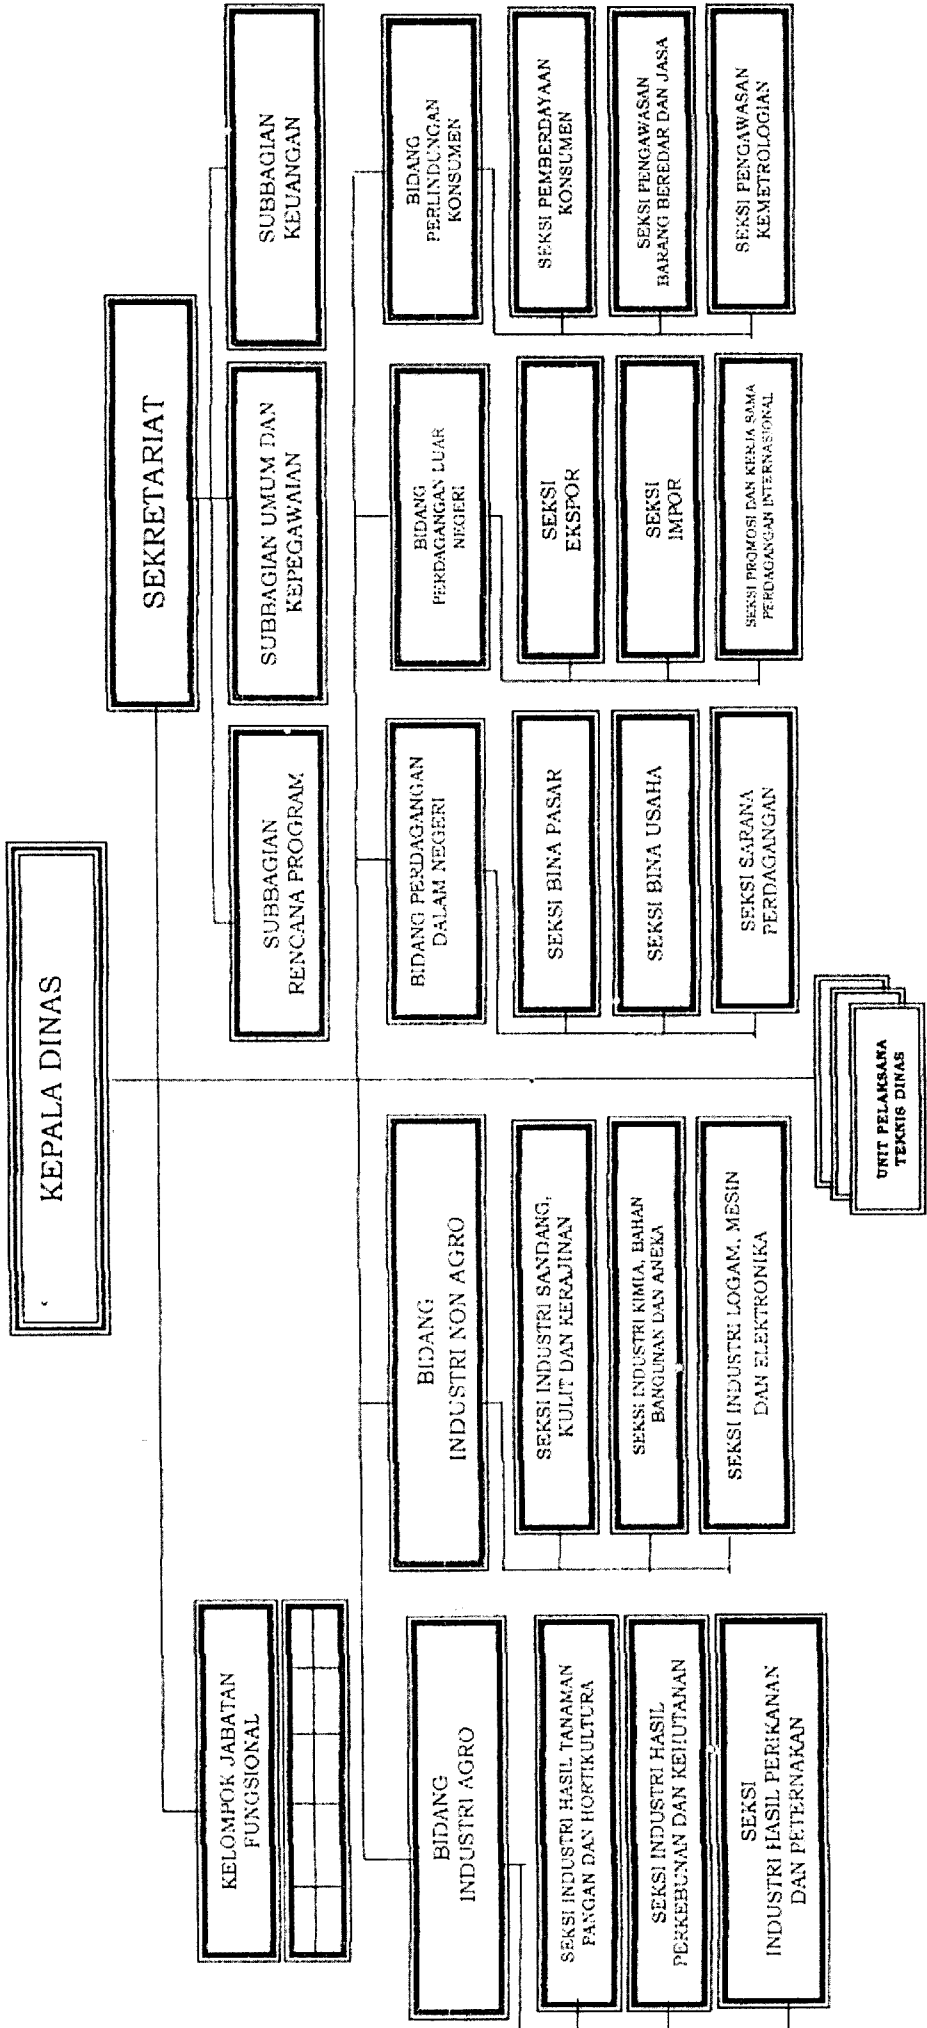 KEPALA DINAS
SEKRETARIAT
KELOMPOK JABATAN
FUNGSIONAL
SUBBAGIAN
RENCANA PROGRAM
SUBBAGIAN UMUM DAN
KEPEGAWAIAN
SUBBAGIAN
KEUANGAN
BIDANG
INDUSTRI AGRO
SEKSI INDUSTRI HASIL TANAMAN
PANGAN DAN HORTIKULTURA
SEKSI INDUSTRI HASIL
PERKEBUNAN DAN KEHUTANAN
SEKSI
INDUSTRI HASIL PERIKANAN
DAN PETERNAKAN
BIDANG
INDUSTRI NON AGRO
SEKSI INDUSTRI SANDANG,
KULIT DAN KERAJINAN
SEKSI INDUSTRI KIMIA, BAHAN
BANGUNAN DAN ANEKA
SEKSI INDUSTRI LOGAM, MESIN
DAN ELEKTRONIKA
BIDANG PERDAGANGAN
DALAM NEGERI
SEKSI BINA PASAR
SEKSI BINA USAHA
SEKSI SARANA
PERDAGANGAN
BIDANG
PERDAGANGAN LUAR
NEGERI
SEKSI
EKSPOR
SEKSI
IMPOR
SEKSI PROMOSI DAN KERJA SAMA
PERDAGANGAN INTERNASIONAL
BIDANG
PERLINDUNGAN
KONSUMEN
SEKSI PEMBERDAYAAN
KONSUMEN
SEKSI PENGAWASAN
BARANG BEREDAR DAN JASA
SEKSI PENGAWASAN
KEMETROLOGIAN
UNIT PELAKSANA
TEKNIS DINAS